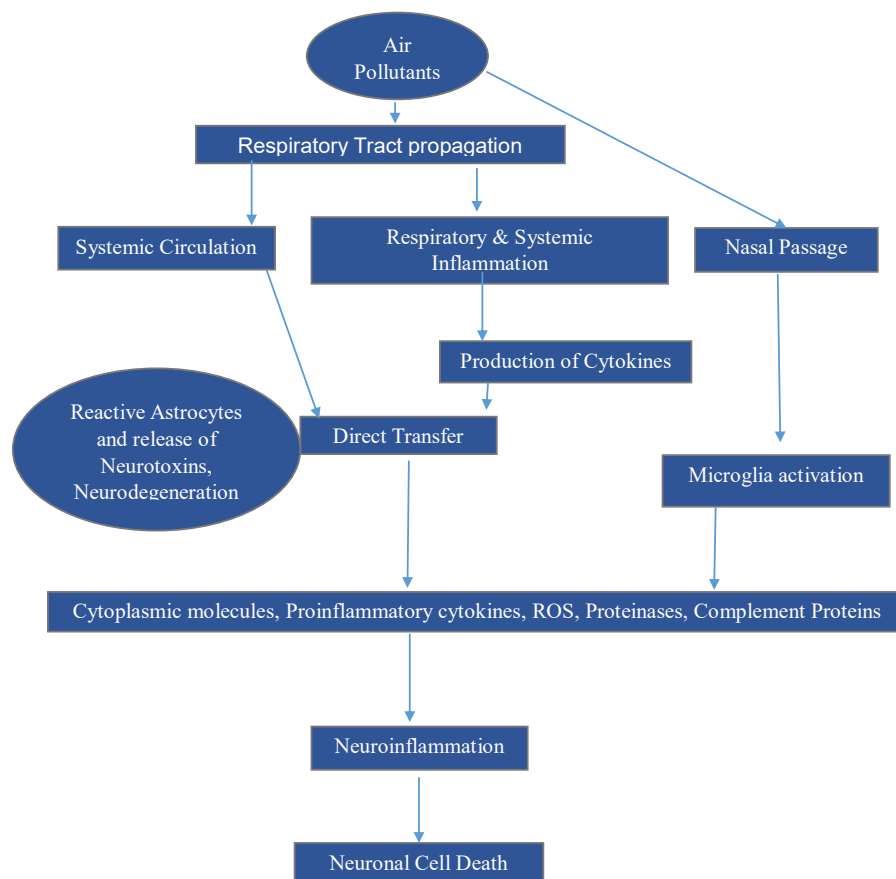 Air
Pollutants
Respiratory Tract propagation
Systemic Circulation
Respiratory & Systemic
Inflammation
Nasal Passage
Production of Cytokines
Reactive Astrocytes
and release of
Neurotoxins,
Neurodegeneration
Direct Transfer
Microglia activation
Cytoplasmic molecules, Proinflammatory cytokines, ROS, Proteinases, Complement Proteins
Neuroinflammation
Neuronal Cell Death